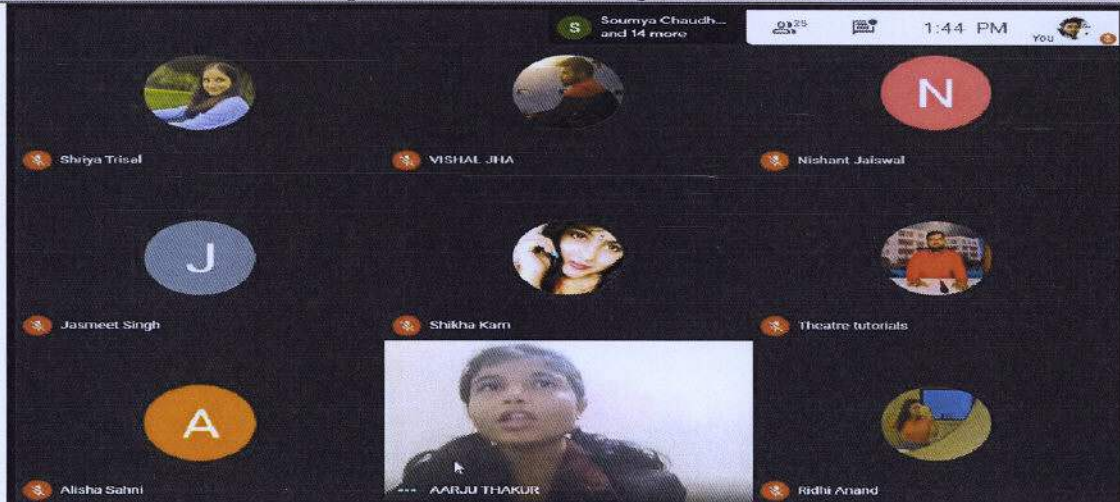 S
Soumya Chaudh...
and 14 more
25
1:44 PM
You
N
Shriya Trisal
VISHAL JHA
Nishant Jaiswal
J
Jasmeet Singh
Shikha Karn
Theatre tutorials
A
Alisha Sahni
AARJU THAKUR
Ridhi Anand